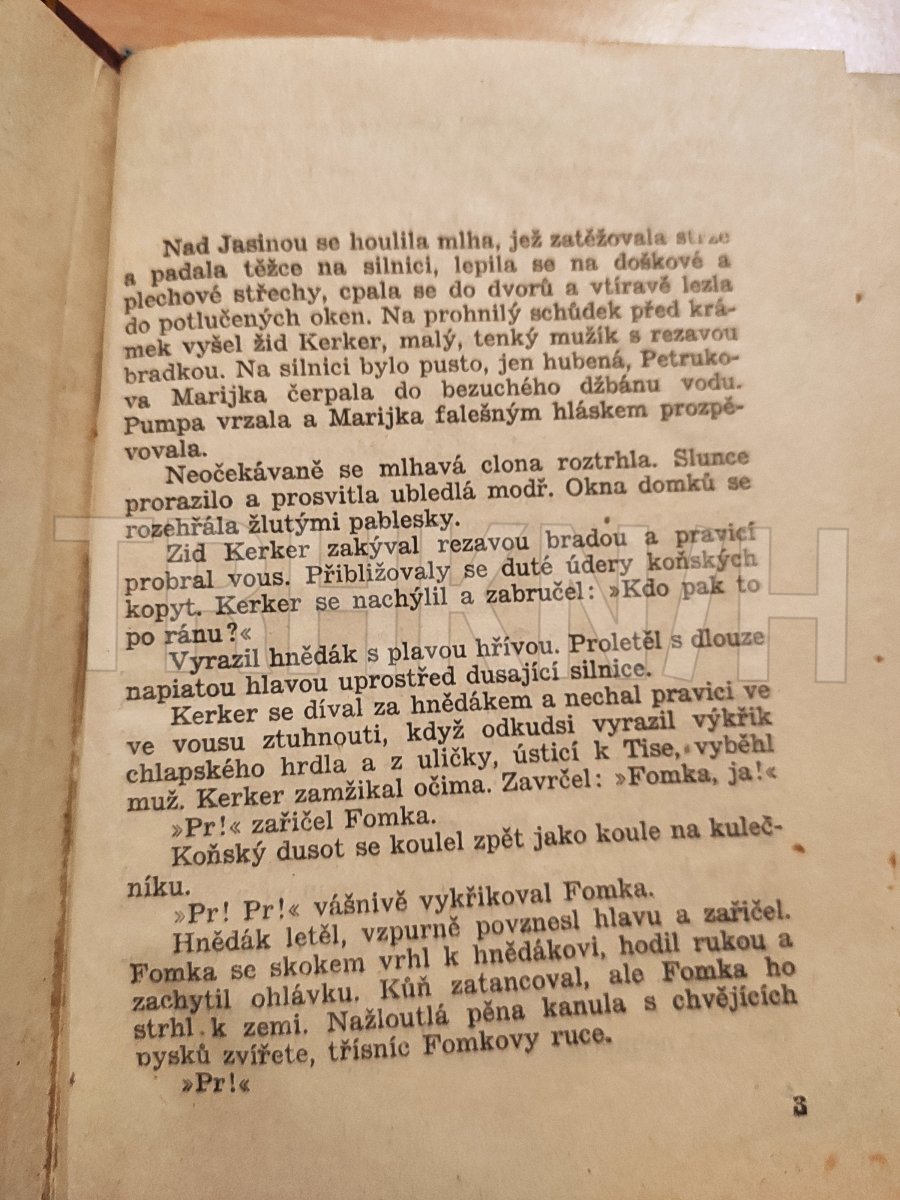 Nad Jasinou se houlila mlha, jež zatěžovala strže
a padala těžce na silnici, lepila se na doškové a
plechové střechy, cpala se do dvorů a vtíravě lezla
do potlučených oken. Na prohnilý schůdek před krá-
mek vyšel žid Kerker, malý, tenký mužík s rezavou
bradkou. Na silnici bylo pusto, jen hubená, Petruko-
va Marijka čerpala do bezuchého džbánu vodu.
Pumpa vrzala a Marijka falešným hláskem prozpě-
vovala.
Neočekávaně se mlhavá clona roztrhla. Slunce
prorazilo a prosvitla ubledlá modř. Okna domků se
rozehřála žlutými pablesky.
Zid Kerker zakýval rezavou bradou a pravicí
probral vous. Přibližovaly se duté údery koňských
kopyt. Kerker se nachýlil a zabručel: »Kdo pak to
po ránu?«
Vyrazil hnědák s plavou hřívou. Proletěl s dlouze
napiatou hlavou uprostřed dusající silnice.
Kerker se díval za hnědákem a nechal pravici ve
ve vousu ztuhnouti, když odkudsi vyrazil výkřik
chlapského hrdla a z uličky, ústicí k Tise, vyběhl
muž. Kerker zamžikal očima. Zavrčel: »Fomka, ja!«
»Pr!« zařičel Fomka.
Koňský dusot se koulel zpět jako koule na kuleč-
níku.
»Pr! Pr!« vášnivě vykřikoval Fomka.
Hnědák letěl, vzpurně povznesl hlavu a zařičel.
Fomka se skokem vrhl k hnědákovi, hodil rukou a
zachytil ohlávku. Kůň zatancoval, ale Fomka ho
strhl k zemi. Nažloutlá pěna kanula s chvějících
pysků zvířete, třísníc Fomkovy ruce.
»Pr!«
3